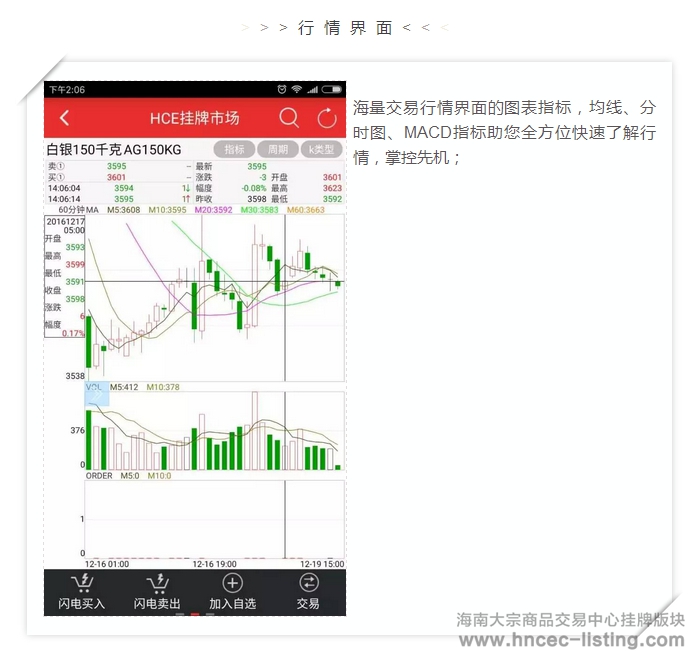 > > > 行 情 界 面 < < <
下午2:06
HCE挂牌市场
海量交易行情界面的图表指标，均线、分
时图、MACD指标助您全方位快速了解行
情，掌控先机；
白银150千克AG150KG 指标 周期 k类型
卖① 3595 -- 最新 3595
买① 3601 -- 涨跌 -3 开盘 3601
14:06:04 3594 1↓ 幅度 -0.08% 最高 3623
14:06:14 3595 1↑ 昨收 3598 最低 3592
60分钟MA M5:3608 M10:3595 M20:3592 M30:3583 M60:3663
20161217
05:00
开盘
3593
最高
3599
最低
3591
收盘
3598
涨跌
6
幅度
0.17%
3538
VOL M5:412 M10:378
376
0
ORDER M5:0 M10:0
1
0
12-16 01:00 12-16 19:00 12-19 15:00
闪电买入 闪电卖出 加入自选 交易
海南大宗商品交易中心挂牌版块
www.hncec-listing.com